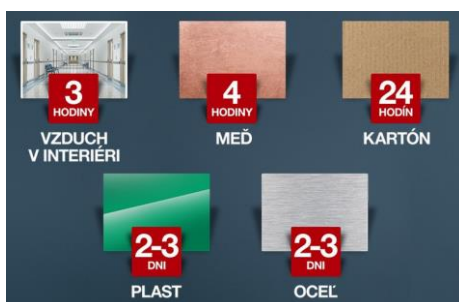 3
HODINY
VZDUCH
V INTERIÉRI
4
HODINY
MEĎ
24
HODÍN
KARTÓN
2-3
DNI
PLAST
2-3
DNI
OCEĽ